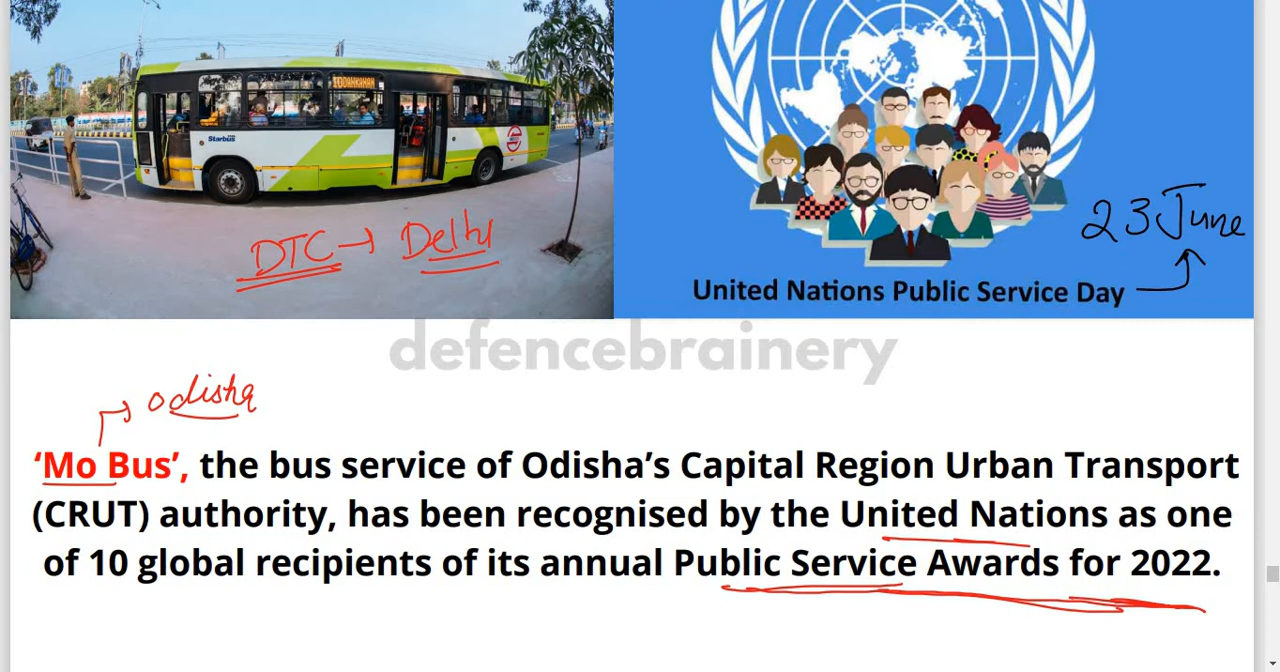 Starbus
DTC → Delhi
23 June
United Nations Public Service Day
defencebrainery
Odisha
‘Mo Bus’, the bus service of Odisha’s Capital Region Urban Transport
(CRUT) authority, has been recognised by the United Nations as one
of 10 global recipients of its annual Public Service Awards for 2022.